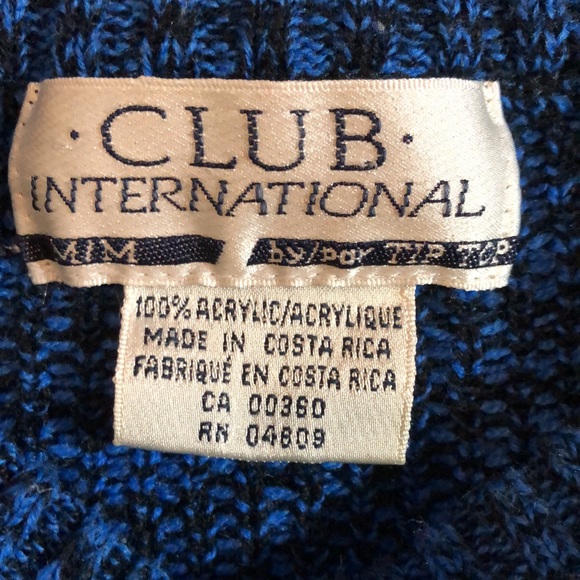 · CLUB ·
INTERNATIONAL
M/M by/par TIP TOP
100% ACRYLIC/ACRYLIQUE
MADE IN COSTA RICA
FABRIQUÉ EN COSTA RICA
CA 00360
RN 04809